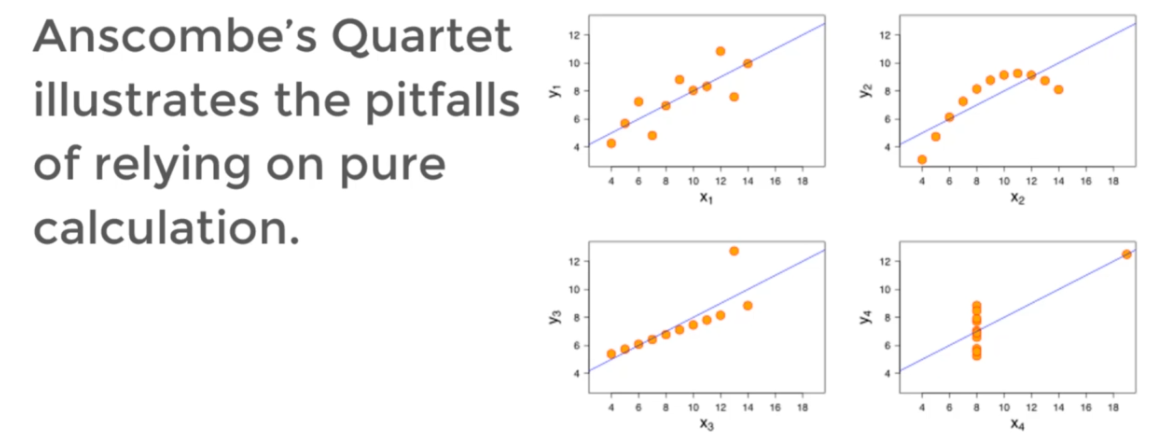 Anscombe's Quartet
illustrates the pitfalls
of relying on pure
calculation.
12
10
8
6
4
y1
4 6 8 10 12 14 16 18
x1
12
10
8
6
4
y2
4 6 8 10 12 14 16 18
x2
12
10
8
6
4
y3
4 6 8 10 12 14 16 18
x3
12
10
8
6
4
y4
4 6 8 10 12 14 16 18
x4